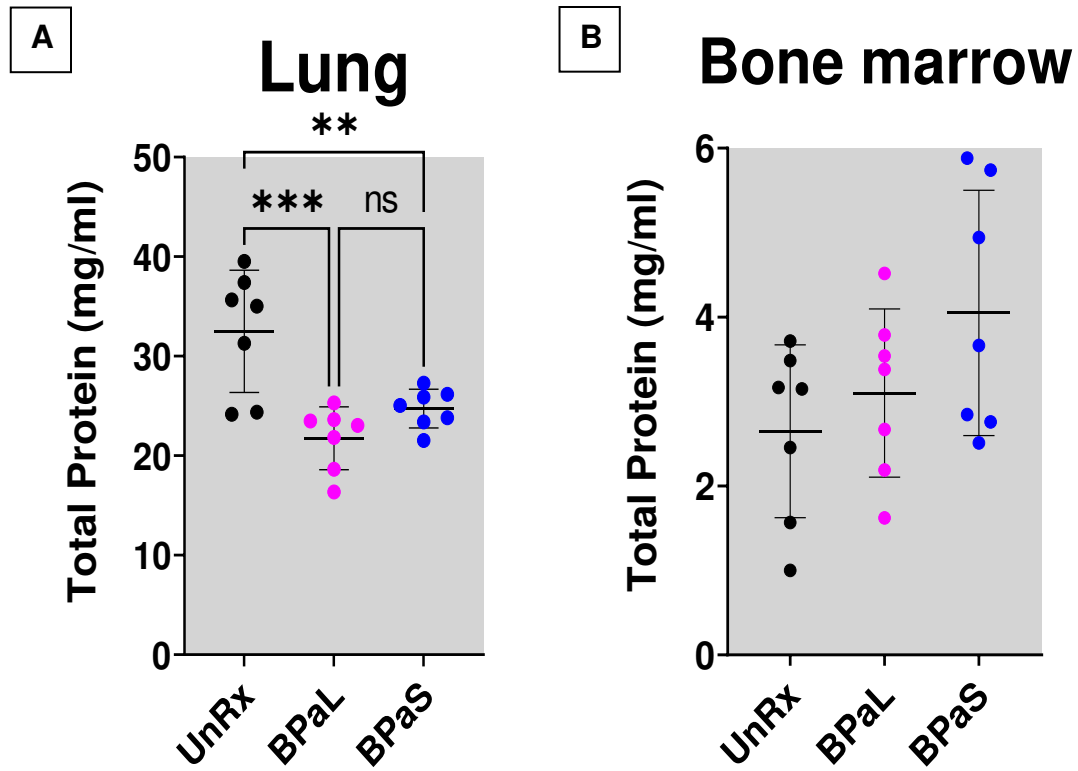 A
Lung
**
50
***
ns
40
30
20
10
0
Total Protein (mg/ml)
UnRx
BPaL
BPaS
B
Bone marrow
6
4
2
0
Total Protein (mg/ml)
UnRx
BPaL
BPaS